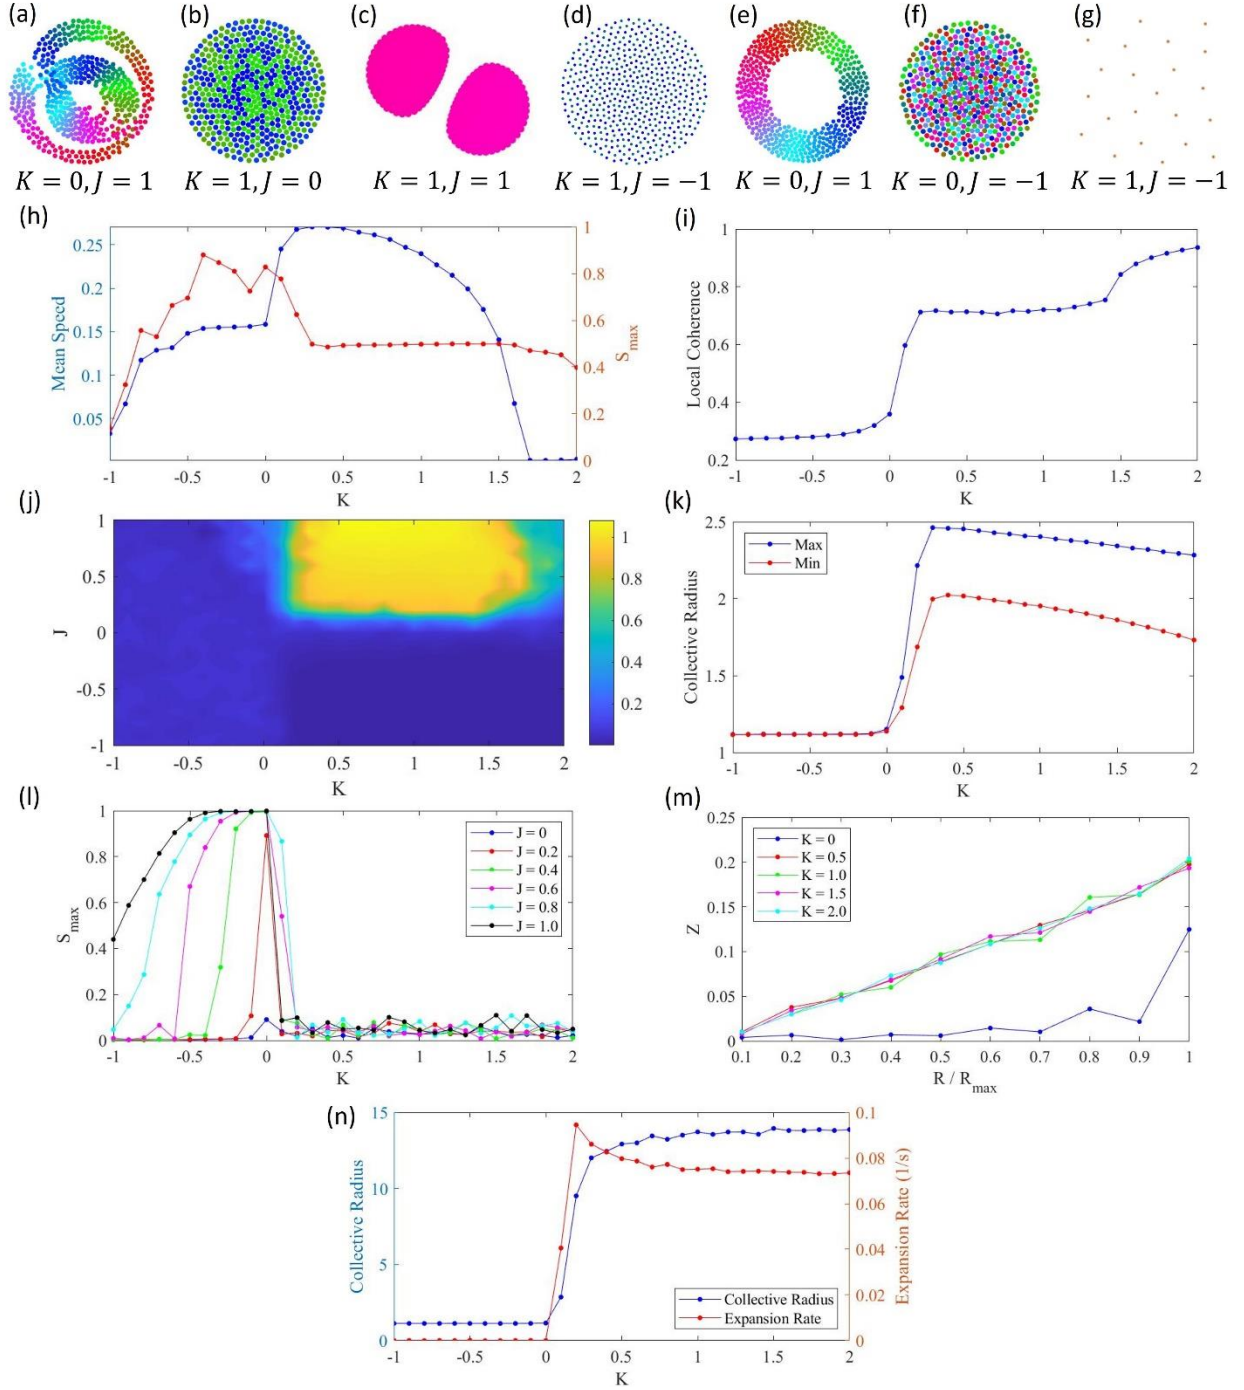 (a) (b) (c) (d) (e) (f) (g)
K = 0, J = 1 K = 1, J = 0 K = 1, J = 1 K = 1, J = −1 K = 0, J = 1 K = 0, J = −1 K = 1, J = −1
(h)
Mean Speed
0.25
0.2
0.15
0.1
0.05
1
0.8
0.6
0.4
0.2
0
S_max
-1 -0.5 0 0.5 1 1.5 2
K
(i)
Local Coherence
1
0.8
0.6
0.4
0.2
-1 -0.5 0 0.5 1 1.5 2
K
(j)
J
1
0.5
0
-0.5
-1
-1 -0.5 0 0.5 1 1.5 2
K
1
0.8
0.6
0.4
0.2
(k)
Collective Radius
2.5
2
1.5
1
Max
Min
-1 -0.5 0 0.5 1 1.5 2
K
(l)
S_max
1
0.8
0.6
0.4
0.2
0
J = 0
J = 0.2
J = 0.4
J = 0.6
J = 0.8
J = 1.0
-1 -0.5 0 0.5 1 1.5 2
K
(m)
Z
0.25
0.2
0.15
0.1
0.05
0
K = 0
K = 0.5
K = 1.0
K = 1.5
K = 2.0
0.1 0.2 0.3 0.4 0.5 0.6 0.7 0.8 0.9 1
R / R_max
(n)
Collective Radius
15
10
5
0
0.1
0.08
0.06
0.04
0.02
0
Expansion Rate (1/s)
Collective Radius
Expansion Rate
-1 -0.5 0 0.5 1 1.5 2
K